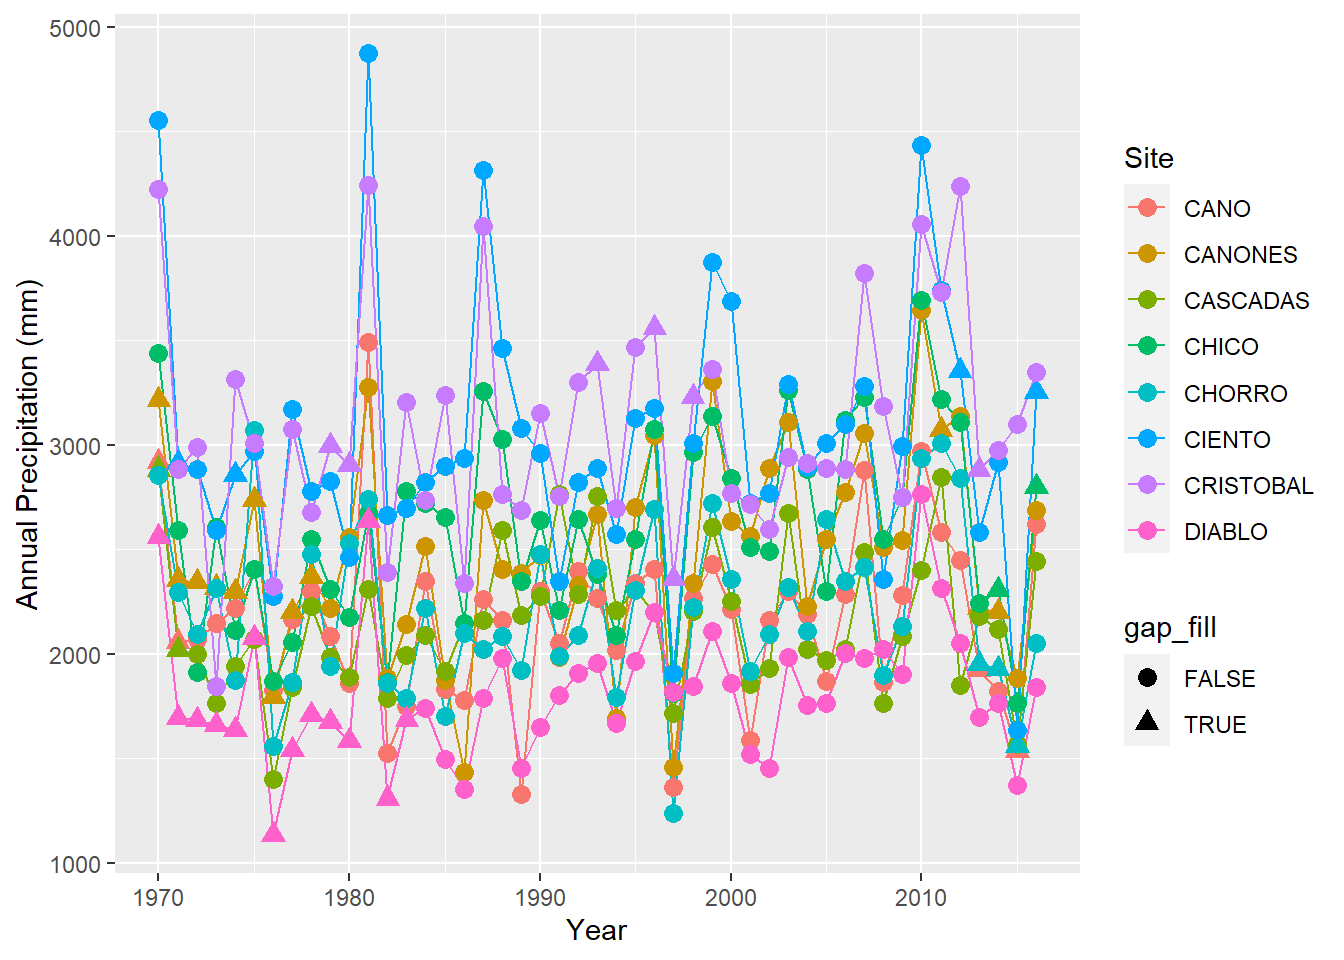 5000
4000
3000
2000
1000
Annual Precipitation (mm)
1970
1980
1990
2000
2010
Year
Site
CANO
CANONES
CASCADAS
CHICO
CHORRO
CIENTO
CRISTOBAL
DIABLO
gap_fill
FALSE
TRUE